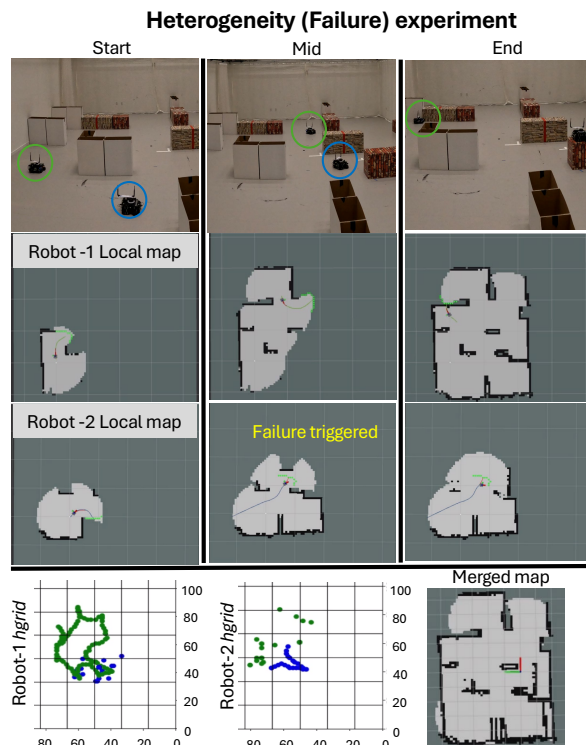 Heterogeneity (Failure) experiment
Start
Mid
End
Robot -1 Local map
Robot -2 Local map
Failure triggered
Robot-1 hgrid
100
80
60
40
20
0
80
60
40
20
0
Robot-2 hgrid
100
80
60
40
20
0
80
60
40
20
0
Merged map